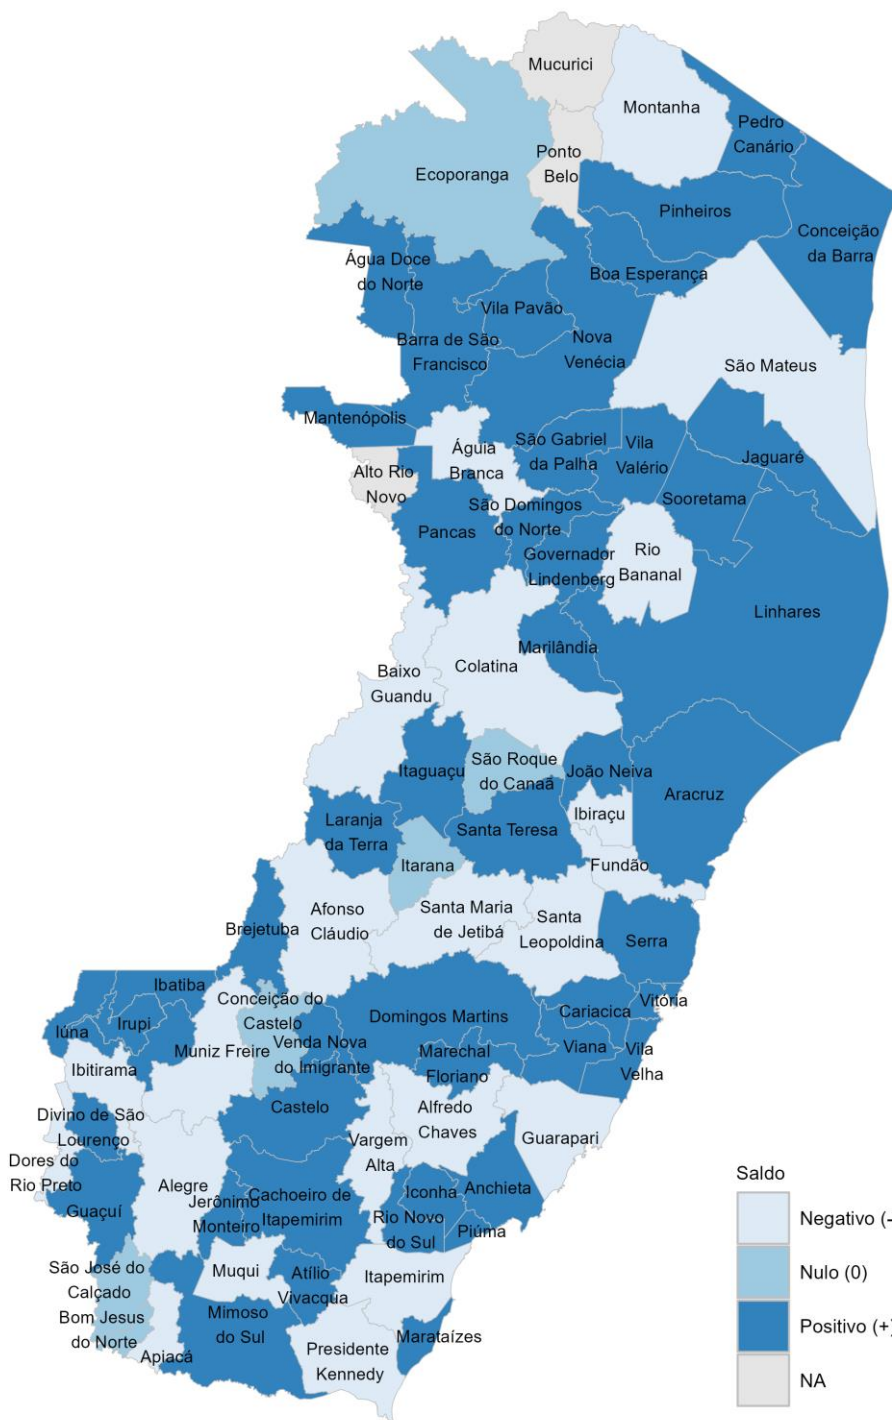 Mucurici
Montanha
Pedro
Canário
Ponto
Belo
Ecoporanga
Pinheiros
Conceição
da Barra
Água Doce
do Norte
Boa Esperança
Vila Pavão
Barra de São
Francisco
Nova
Venécia
São Mateus
Mantenópolis
Águia
Branca
São Gabriel
da Palha
Vila
Valério
Jaguaré
Alto Rio
Novo
Sooretama
São Domingos
do Norte
Pancas
Governador
Lindenberg
Rio
Bananal
Linhares
Marilândia
Colatina
Baixo
Guandu
São Roque
do Canaã
Itaguaçu
João Neiva
Aracruz
Ibiraçu
Laranja
da Terra
Santa Teresa
Itarana
Fundão
Afonso
Cláudio
Santa Maria
de Jetibá
Santa
Leopoldina
Brejetuba
Serra
Ibatiba
Conceição do
Castelo
Vitória
Cariacica
Domingos Martins
Iúna
Irupi
Muniz Freire
Venda Nova
do Imigrante
Marechal
Floriano
Viana
Vila
Velha
Ibitirama
Castelo
Alfredo
Chaves
Divino de São
Lourenço
Guarapari
Vargem
Alta
Dores do
Rio Preto
Alegre
Guaçuí
Jerônimo
Monteiro
Cachoeiro de
Itapemirim
Iconha
Anchieta
Rio Novo
do Sul
Piúma
São José do
Calçado
Muqui
Atílio
Vivacqua
Itapemirim
Bom Jesus
do Norte
Mimoso
do Sul
Apiacá
Presidente
Kennedy
Marataízes
Saldo
Negativo (-
Nulo (0)
Positivo (+)
NA